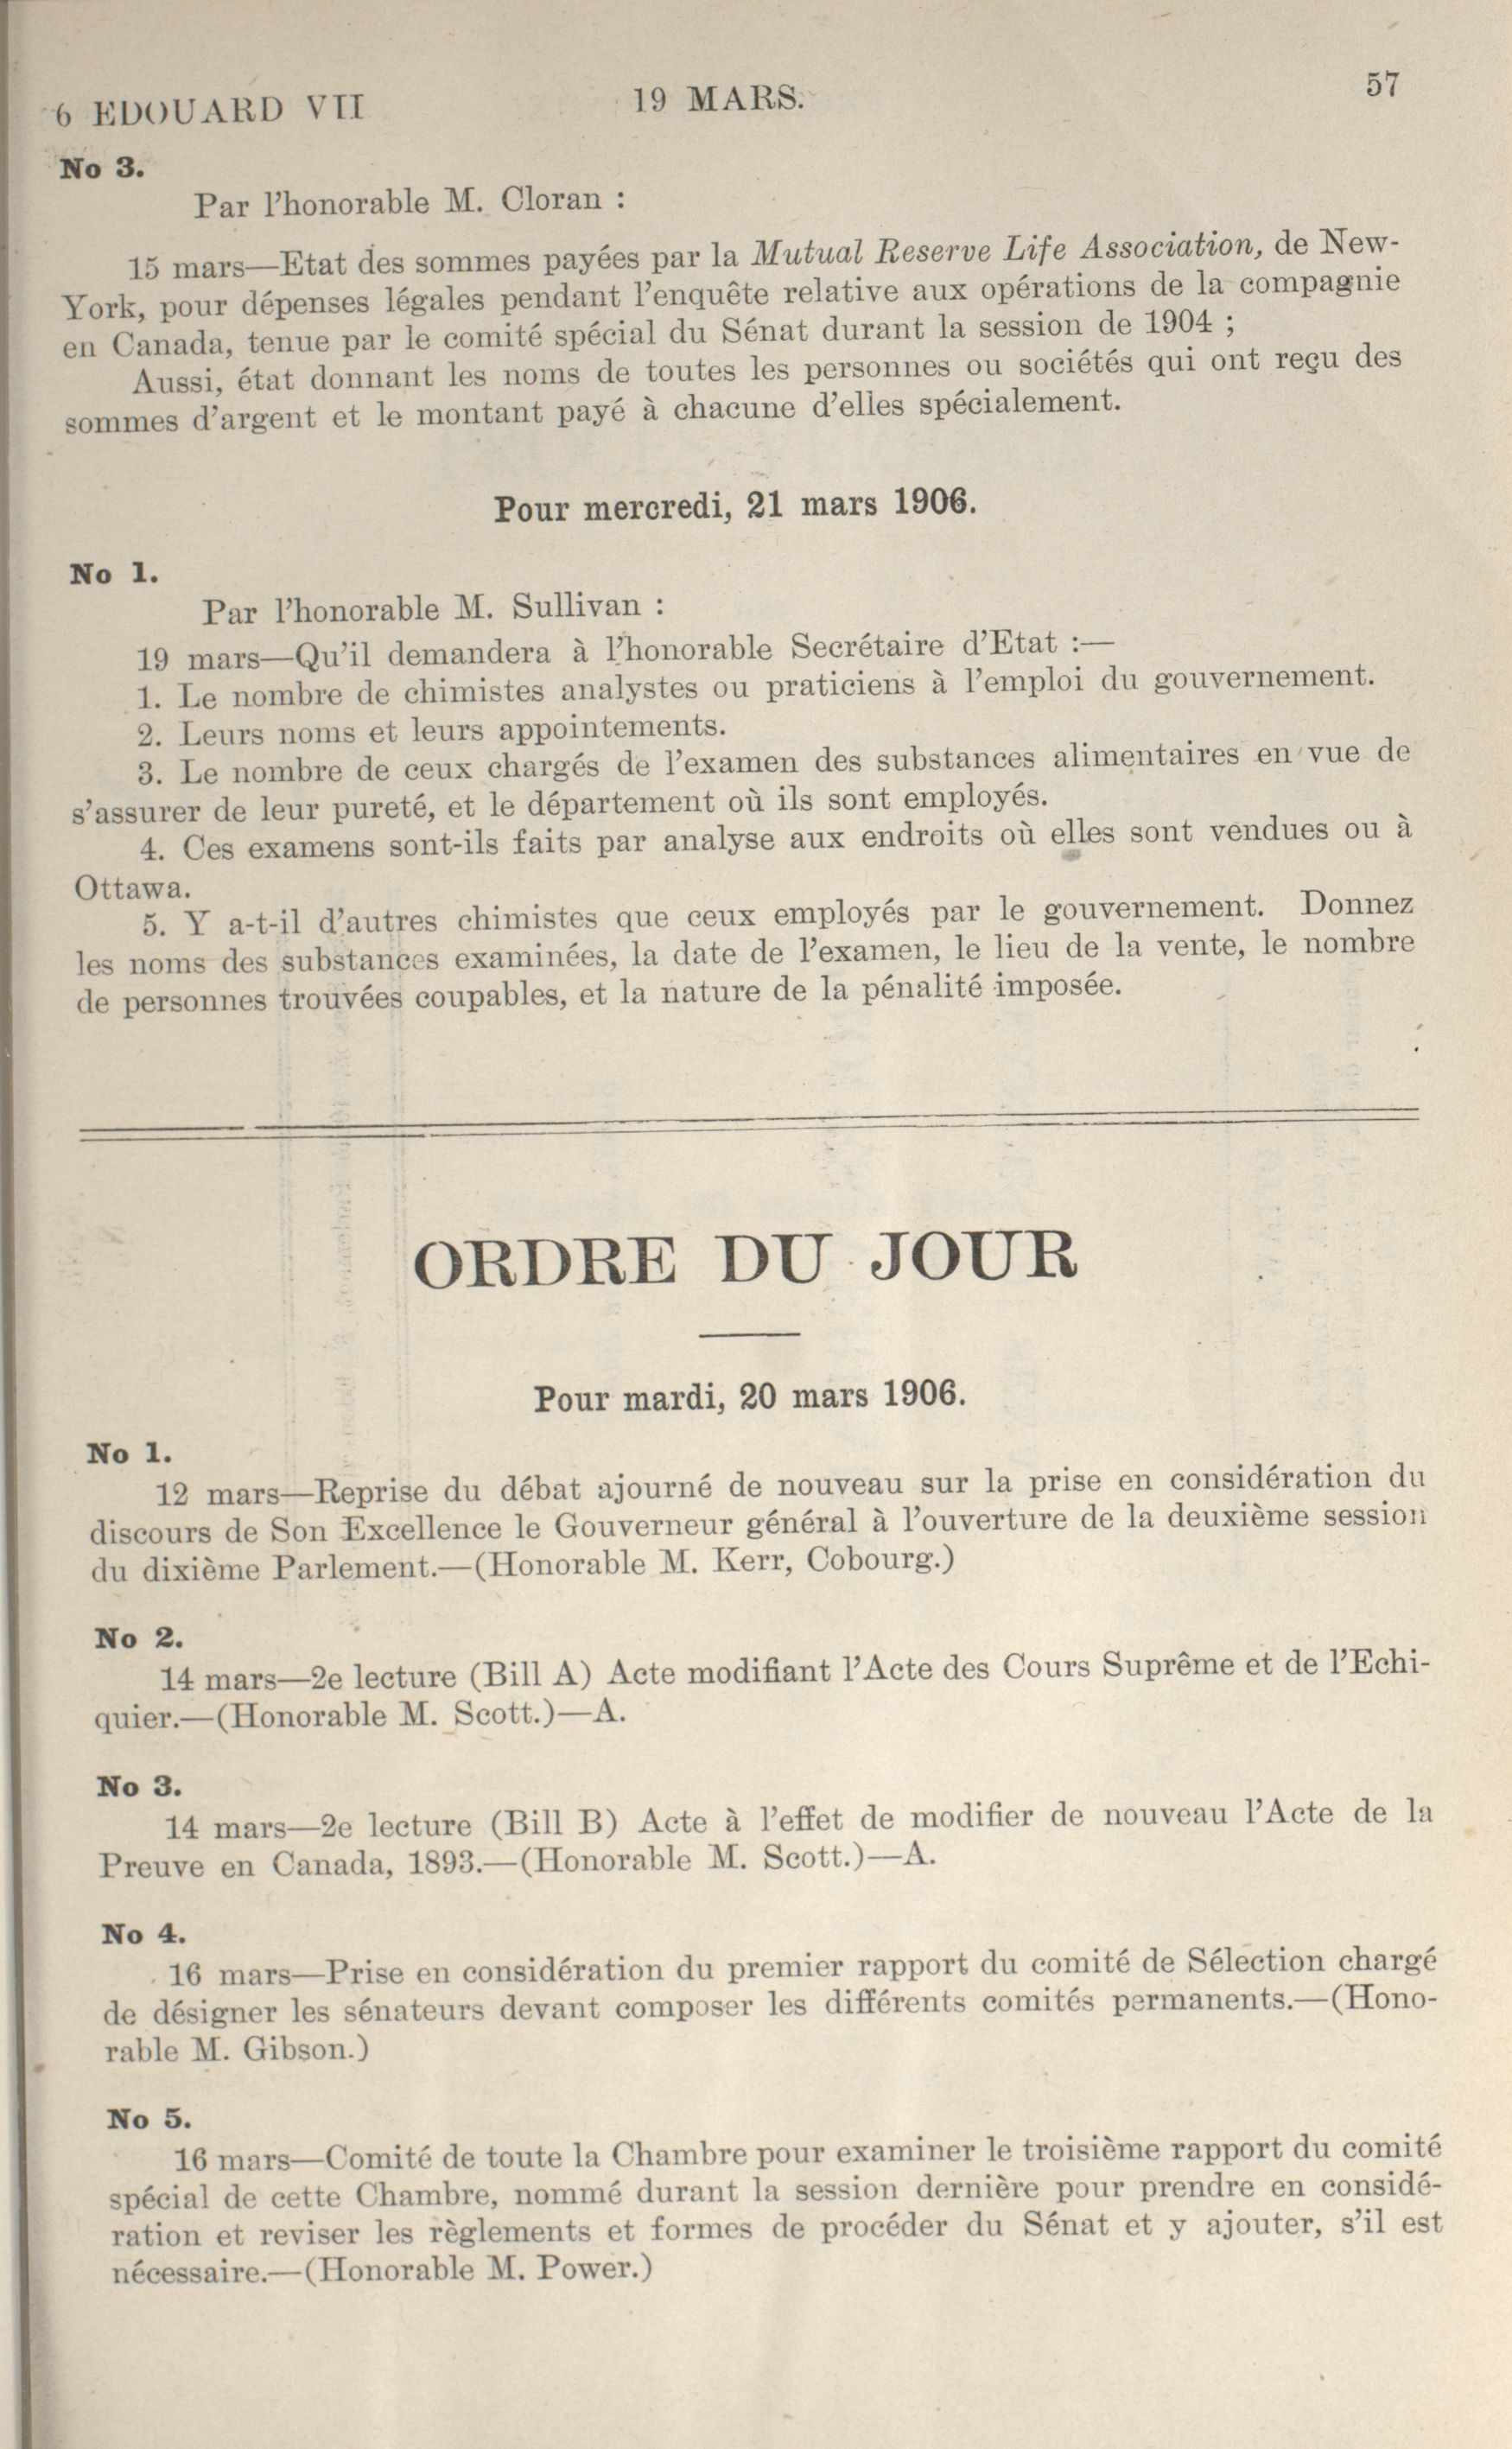 6 EDOUARD VII 19 MARS. 57
No 3.
Par l'honorable M. Cloran :
15 mars—Etat des sommes payées par la Mutual Reserve Life Association, de New-
York, pour dépenses légales pendant l'enquête relative aux opérations de la compagnie
en Canada, tenue par le comité spécial du Sénat durant la session de 1904 ;
Aussi, état donnant les noms de toutes les personnes ou sociétés qui ont reçu des
sommes d'argent et le montant payé à chacune d'elles spécialement.
Pour mercredi, 21 mars 1906.
No 1.
Par l'honorable M. Sullivan :
19 mars—Qu'il demandera à l'honorable Secrétaire d'Etat :—
1. Le nombre de chimistes analystes ou praticiens à l'emploi du gouvernement.
2. Leurs noms et leurs appointements.
3. Le nombre de ceux chargés de l'examen des substances alimentaires en vue de
s'assurer de leur pureté, et le département où ils sont employés.
4. Ces examens sont-ils faits par analyse aux endroits où elles sont vendues ou à
Ottawa.
5. Y a-t-il d'autres chimistes que ceux employés par le gouvernement. Donnez
les noms des substances examinées, la date de l'examen, le lieu de la vente, le nombre
de personnes trouvées coupables, et la nature de la pénalité imposée.
ORDRE DU JOUR
Pour mardi, 20 mars 1906.
No 1.
12 mars—Reprise du débat ajourné de nouveau sur la prise en considération du
discours de Son Excellence le Gouverneur général à l'ouverture de la deuxième session
du dixième Parlement.—(Honorable M. Kerr, Cobourg.)
No 2.
14 mars—2e lecture (Bill A) Acte modifiant l'Acte des Cours Suprême et de l'Echi-
quier.—(Honorable M. Scott.)—A.
No 3.
14 mars—2e lecture (Bill B) Acte à l'effet de modifier de nouveau l'Acte de la
Preuve en Canada, 1893.—(Honorable M. Scott.)—A.
No 4.
16 mars—Prise en considération du premier rapport du comité de Sélection chargé
de désigner les sénateurs devant composer les différents comités permanents.—(Hono-
rable M. Gibson.)
No 5.
16 mars—Comité de toute la Chambre pour examiner le troisième rapport du comité
spécial de cette Chambre, nommé durant la session dernière pour prendre en considé-
ration et reviser les règlements et formes de procéder du Sénat et y ajouter, s'il est
nécessaire.—(Honorable M. Power.)